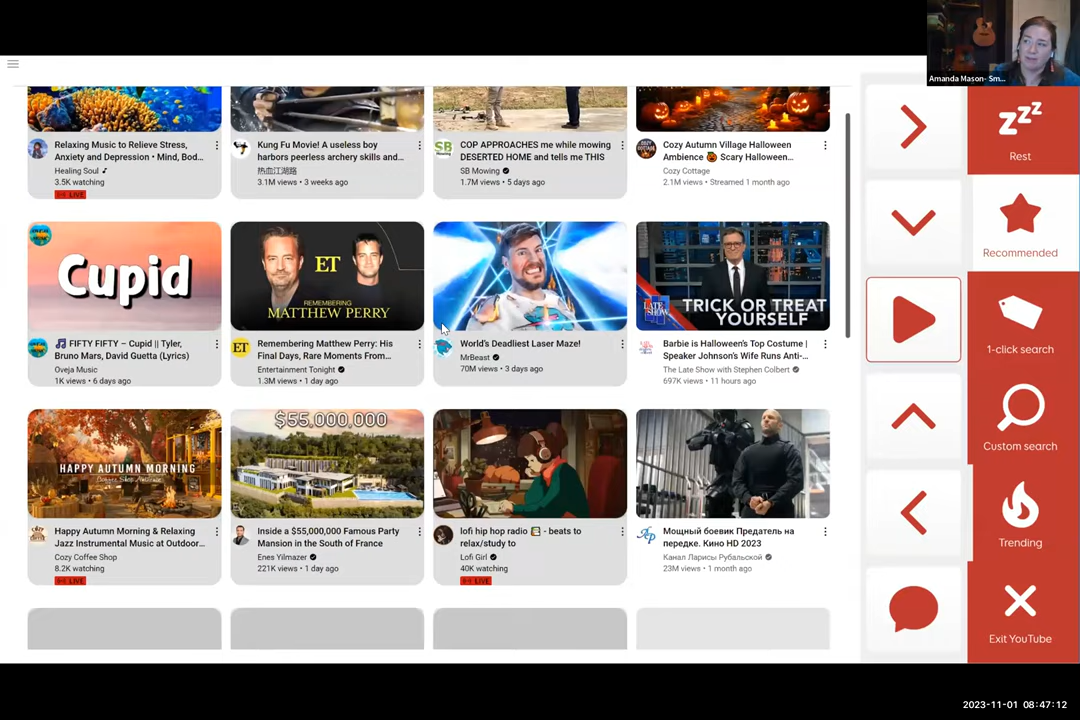 Amanda Mason- Sm...
Relaxing Music to Relieve Stress,
Anxiety and Depression • Mind, Bod...
Healing Soul
3.5K watching
LIVE
Kung Fu Movie! A useless boy
harbors peerless archery skills and...
热血江湖路
3.1M views • 3 weeks ago
SB
COP APPROACHES me while mowing
DESERTED HOME and tells me THIS
SB Mowing
1.7M views • 5 days ago
Cozy Autumn Village Halloween
Ambience 🎃 Scary Halloween...
Cozy Cottage
2.1M views • Streamed 1 month ago
Cupid
🎵 FIFTY FIFTY – Cupid || Tyler,
Bruno Mars, David Guetta (Lyrics)
Oveja Music
1K views • 6 days ago
ET
REMEMBERING
MATTHEW PERRY
ET
Remembering Matthew Perry: His
Final Days, Rare Moments From...
Entertainment Tonight
1.3M views • 1 day ago
World's Deadliest Laser Maze!
MrBeast
70M views • 3 days ago
LATE SHOW
TRICK OR TREAT
YOURSELF
Barbie is Halloween's Top Costume |
Speaker Johnson's Wife Runs Anti-...
The Late Show with Stephen Colbert
697K views • 11 hours ago
HAPPY AUTUMN MORNING
Happy Autumn Morning & Relaxing
Jazz Instrumental Music at Outdoor...
Cozy Coffee Shop
8.2K watching
LIVE
$55,000,000
Inside a $55,000,000 Famous Party
Mansion in the South of France
Enes Yilmazer
221K views • 1 day ago
lofi hip hop radio 📚 - beats to
relax/study to
Lofi Girl
40K watching
LIVE
Мощный боевик Предатель на
передке. Кино HD 2023
Канал Ларисы Рубальской
23M views • 1 month ago
zzz
Rest
Recommended
1-click search
Custom search
Trending
Exit YouTube
2023-11-01 08:47:12